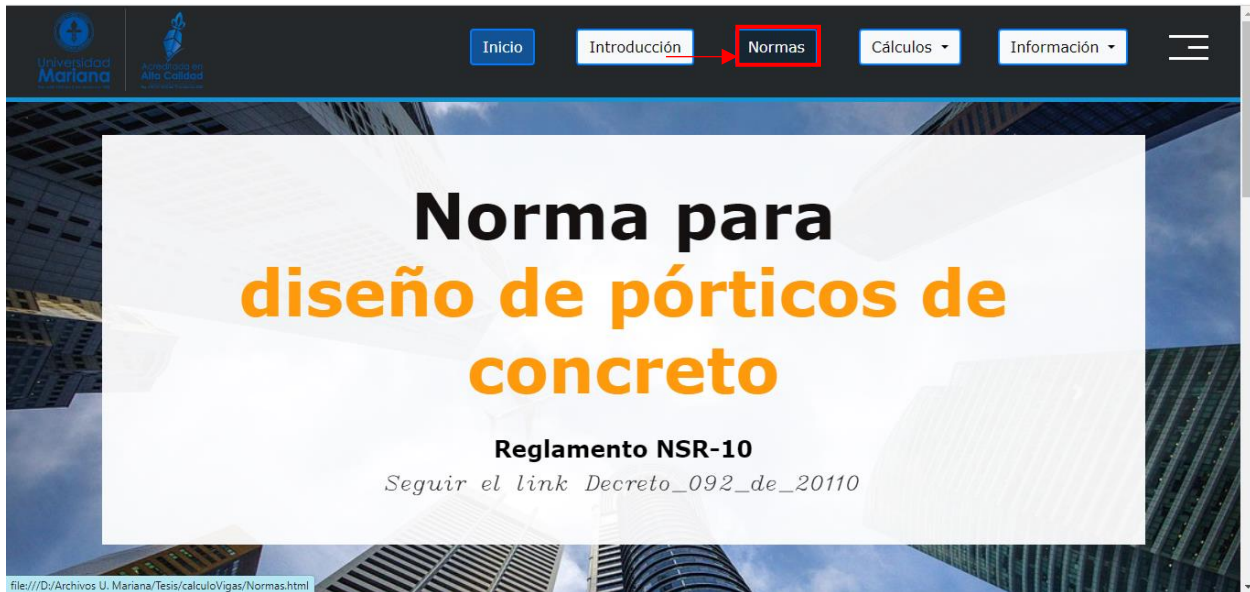 Universidad
Mariana
Acreditada en
Alta Calidad
Inicio
Introducción
Normas
Cálculos
Información
Norma para
diseño de pórticos de
concreto
Reglamento NSR-10
Seguir el link Decreto_092_de_20110
file:///D:/Archivos U. Mariana/Tesis/calculoVigas/Normas.html